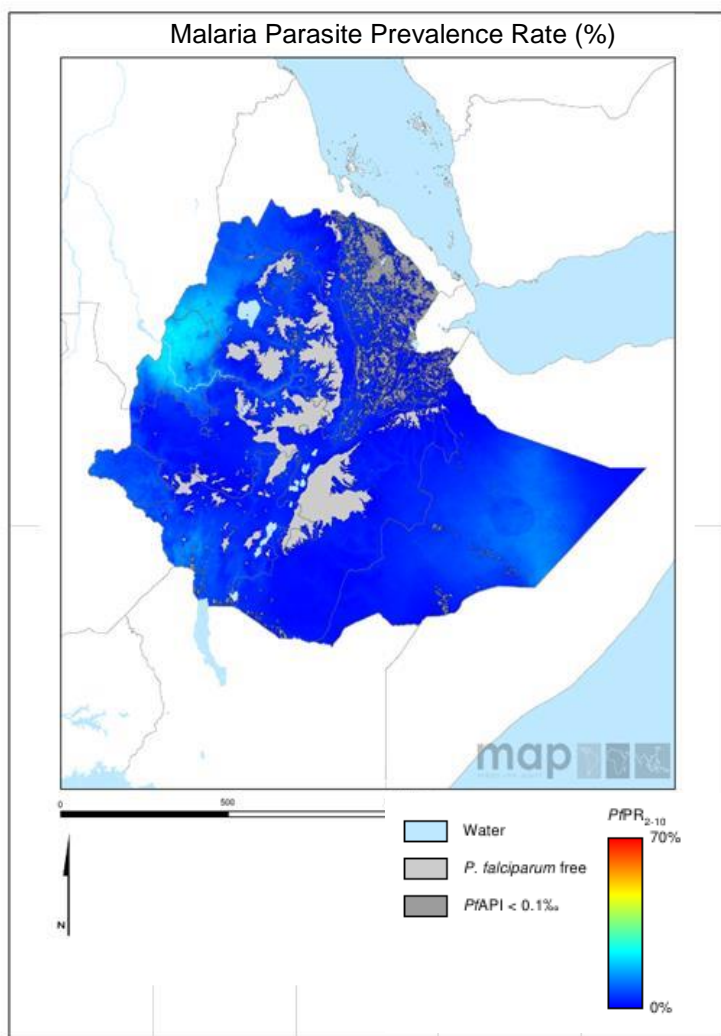 Malaria Parasite Prevalence Rate (%)
map
0 500
Water
P. falciparum free
PfAPI < 0.1‰
PfPR2-10
70%
0%
N